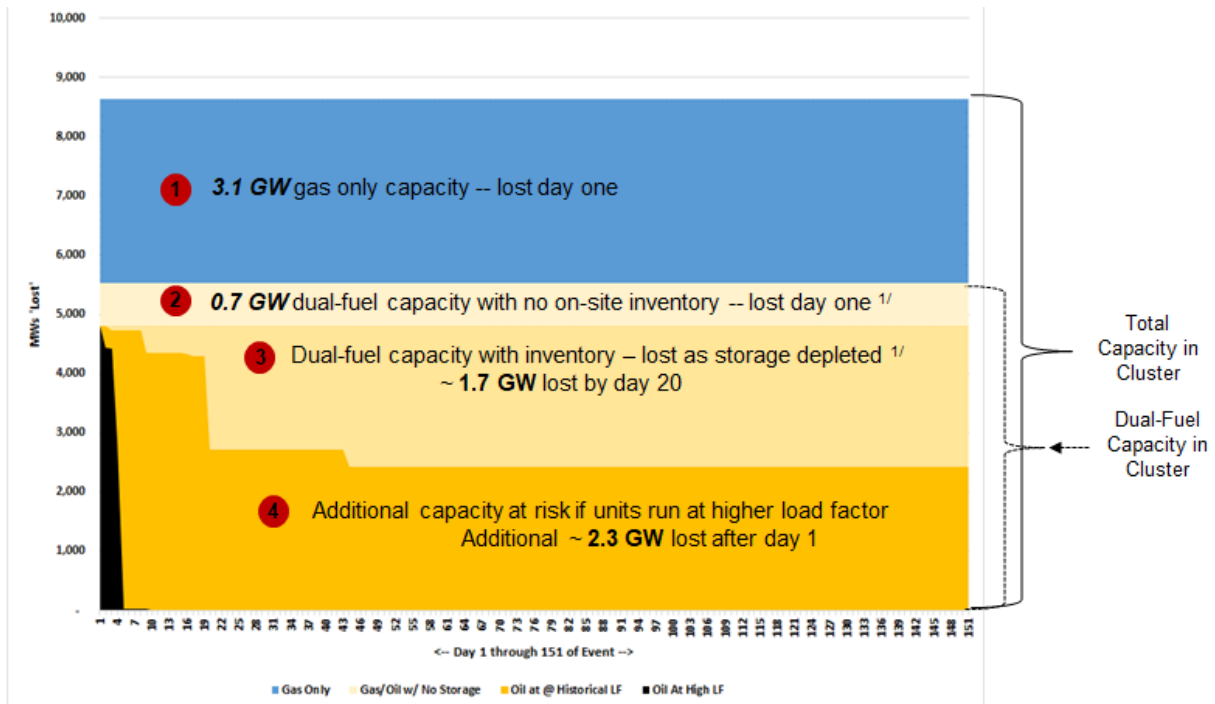 10,000
9,000
8,000
7,000
6,000
5,000
4,000
3,000
2,000
1,000
-
MWs "Lost"
1 3.1 GW gas only capacity -- lost day one
2 0.7 GW dual-fuel capacity with no on-site inventory -- lost day one 1/
3 Dual-fuel capacity with inventory – lost as storage depleted 1/
~ 1.7 GW lost by day 20
4 Additional capacity at risk if units run at higher load factor
Additional ~ 2.3 GW lost after day 1
Total
Capacity in
Cluster
Dual-Fuel
Capacity in
Cluster
1 4 7 10 13 16 19 22 25 28 31 34 37 40 43 46 49 52 55 58 61 64 67 70 73 76 79 82 85 88 91 94 97 100 103 106 109 112 115 118 121 124 127 130 133 136 139 142 145 148 151
<-- Day 1 through 151 of Event -->
Gas Only Gas/Oil w/ No Storage Oil at @ Historical LF Oil At High LF